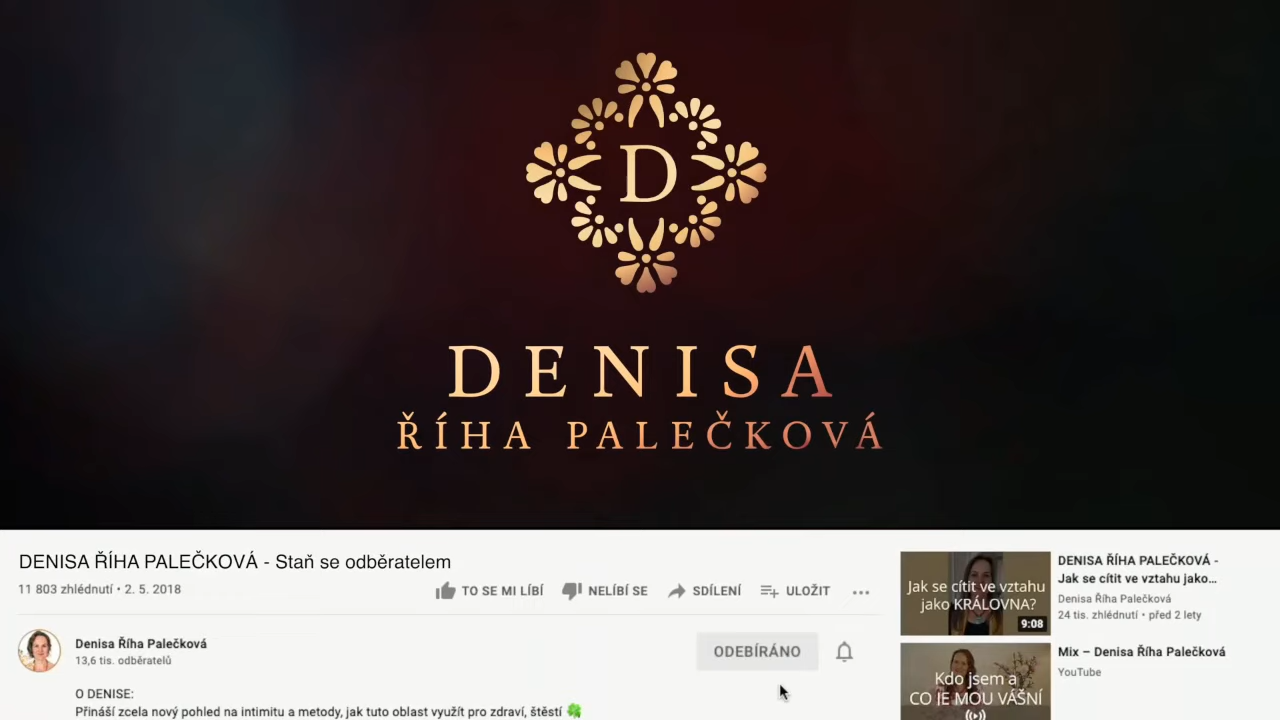 D
DENISA
ŘÍHA PALEČKOVÁ
DENISA ŘÍHA PALEČKOVÁ - Staň se odběratelem
11 803 zhlédnutí • 2. 5. 2018
TO SE MI LÍBÍ
NELÍBÍ SE
SDÍLENÍ
ULOŽIT
Denisa Říha Palečková
13,6 tis. odběratelů
ODEBÍRÁNO
O DENISE:
Přináší zcela nový pohled na intimitu a metody, jak tuto oblast využít pro zdraví, štěstí 🍀
Jak se cítit ve vztahu
jako KRÁLOVNA?
9:08
DENISA ŘÍHA PALEČKOVÁ -
Jak se cítit ve vztahu jako…
Denisa Říha Palečková
24 tis. zhlédnutí • před 2 lety
Kdo jsem a
CO JE MOU VÁŠNÍ
Mix – Denisa Říha Palečková
YouTube